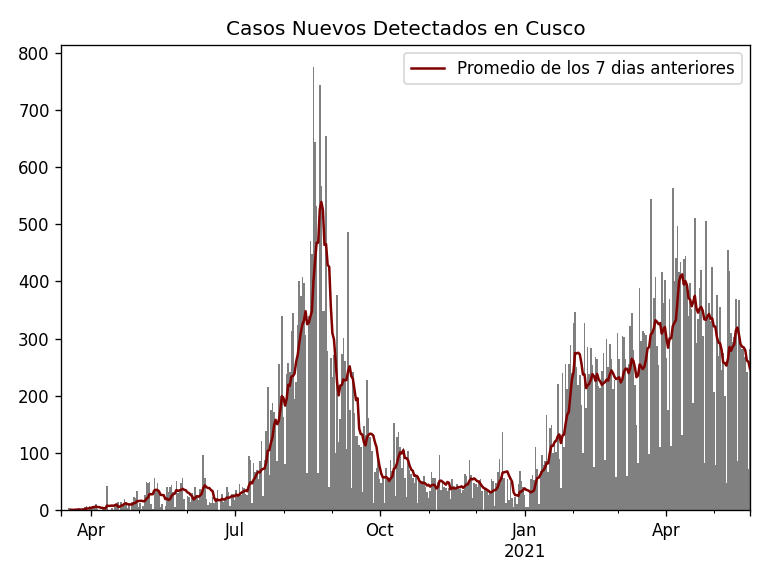 Casos Nuevos Detectados en Cusco
Promedio de los 7 dias anteriores
800
700
600
500
400
300
200
100
0
Apr
Jul
Oct
Jan
2021
Apr